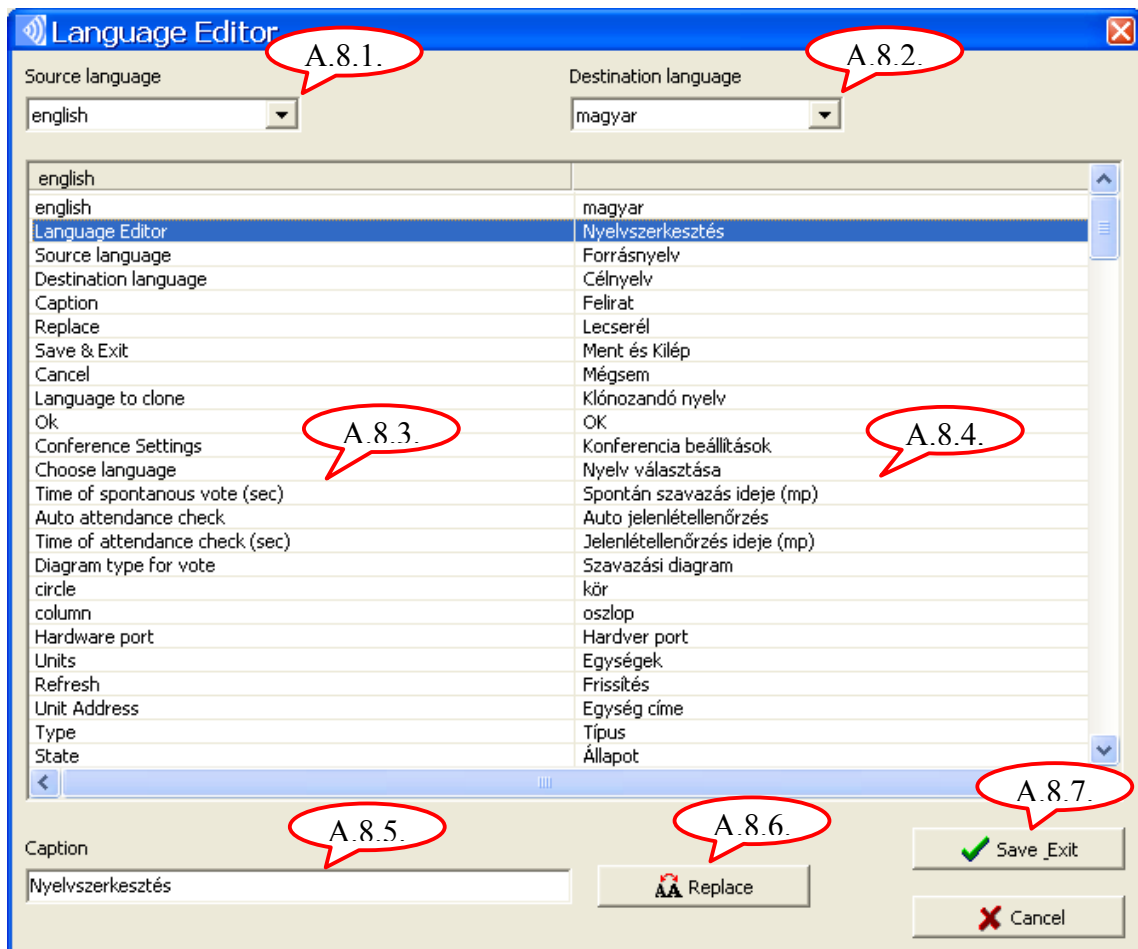 Language Editor
A.8.1.
A.8.2.
Source language
Destination language
english
magyar
english
english magyar
Language Editor Nyelvszerkesztés
Source language Forrásnyelv
Destination language Célnyelv
Caption Felirat
Replace Lecserél
Save & Exit Ment és Kilép
Cancel Mégsem
Language to clone Klónozandó nyelv
Ok OK
Conference Settings A.8.3. Konferencia beállítások A.8.4.
Choose language Nyelv választása
Time of spontanous vote (sec) Spontán szavazás ideje (mp)
Auto attendance check Auto jelenlétellenőrzés
Time of attendance check (sec) Jelenlétellenőrzés ideje (mp)
Diagram type for vote Szavazási diagram
circle kör
column oszlop
Hardware port Hardver port
Units Egységek
Refresh Frissítés
Unit Address Egység címe
Type Típus
State Állapot
A.8.5.
A.8.6.
A.8.7.
Caption
Save _Exit
Nyelvszerkesztés
Replace
Cancel